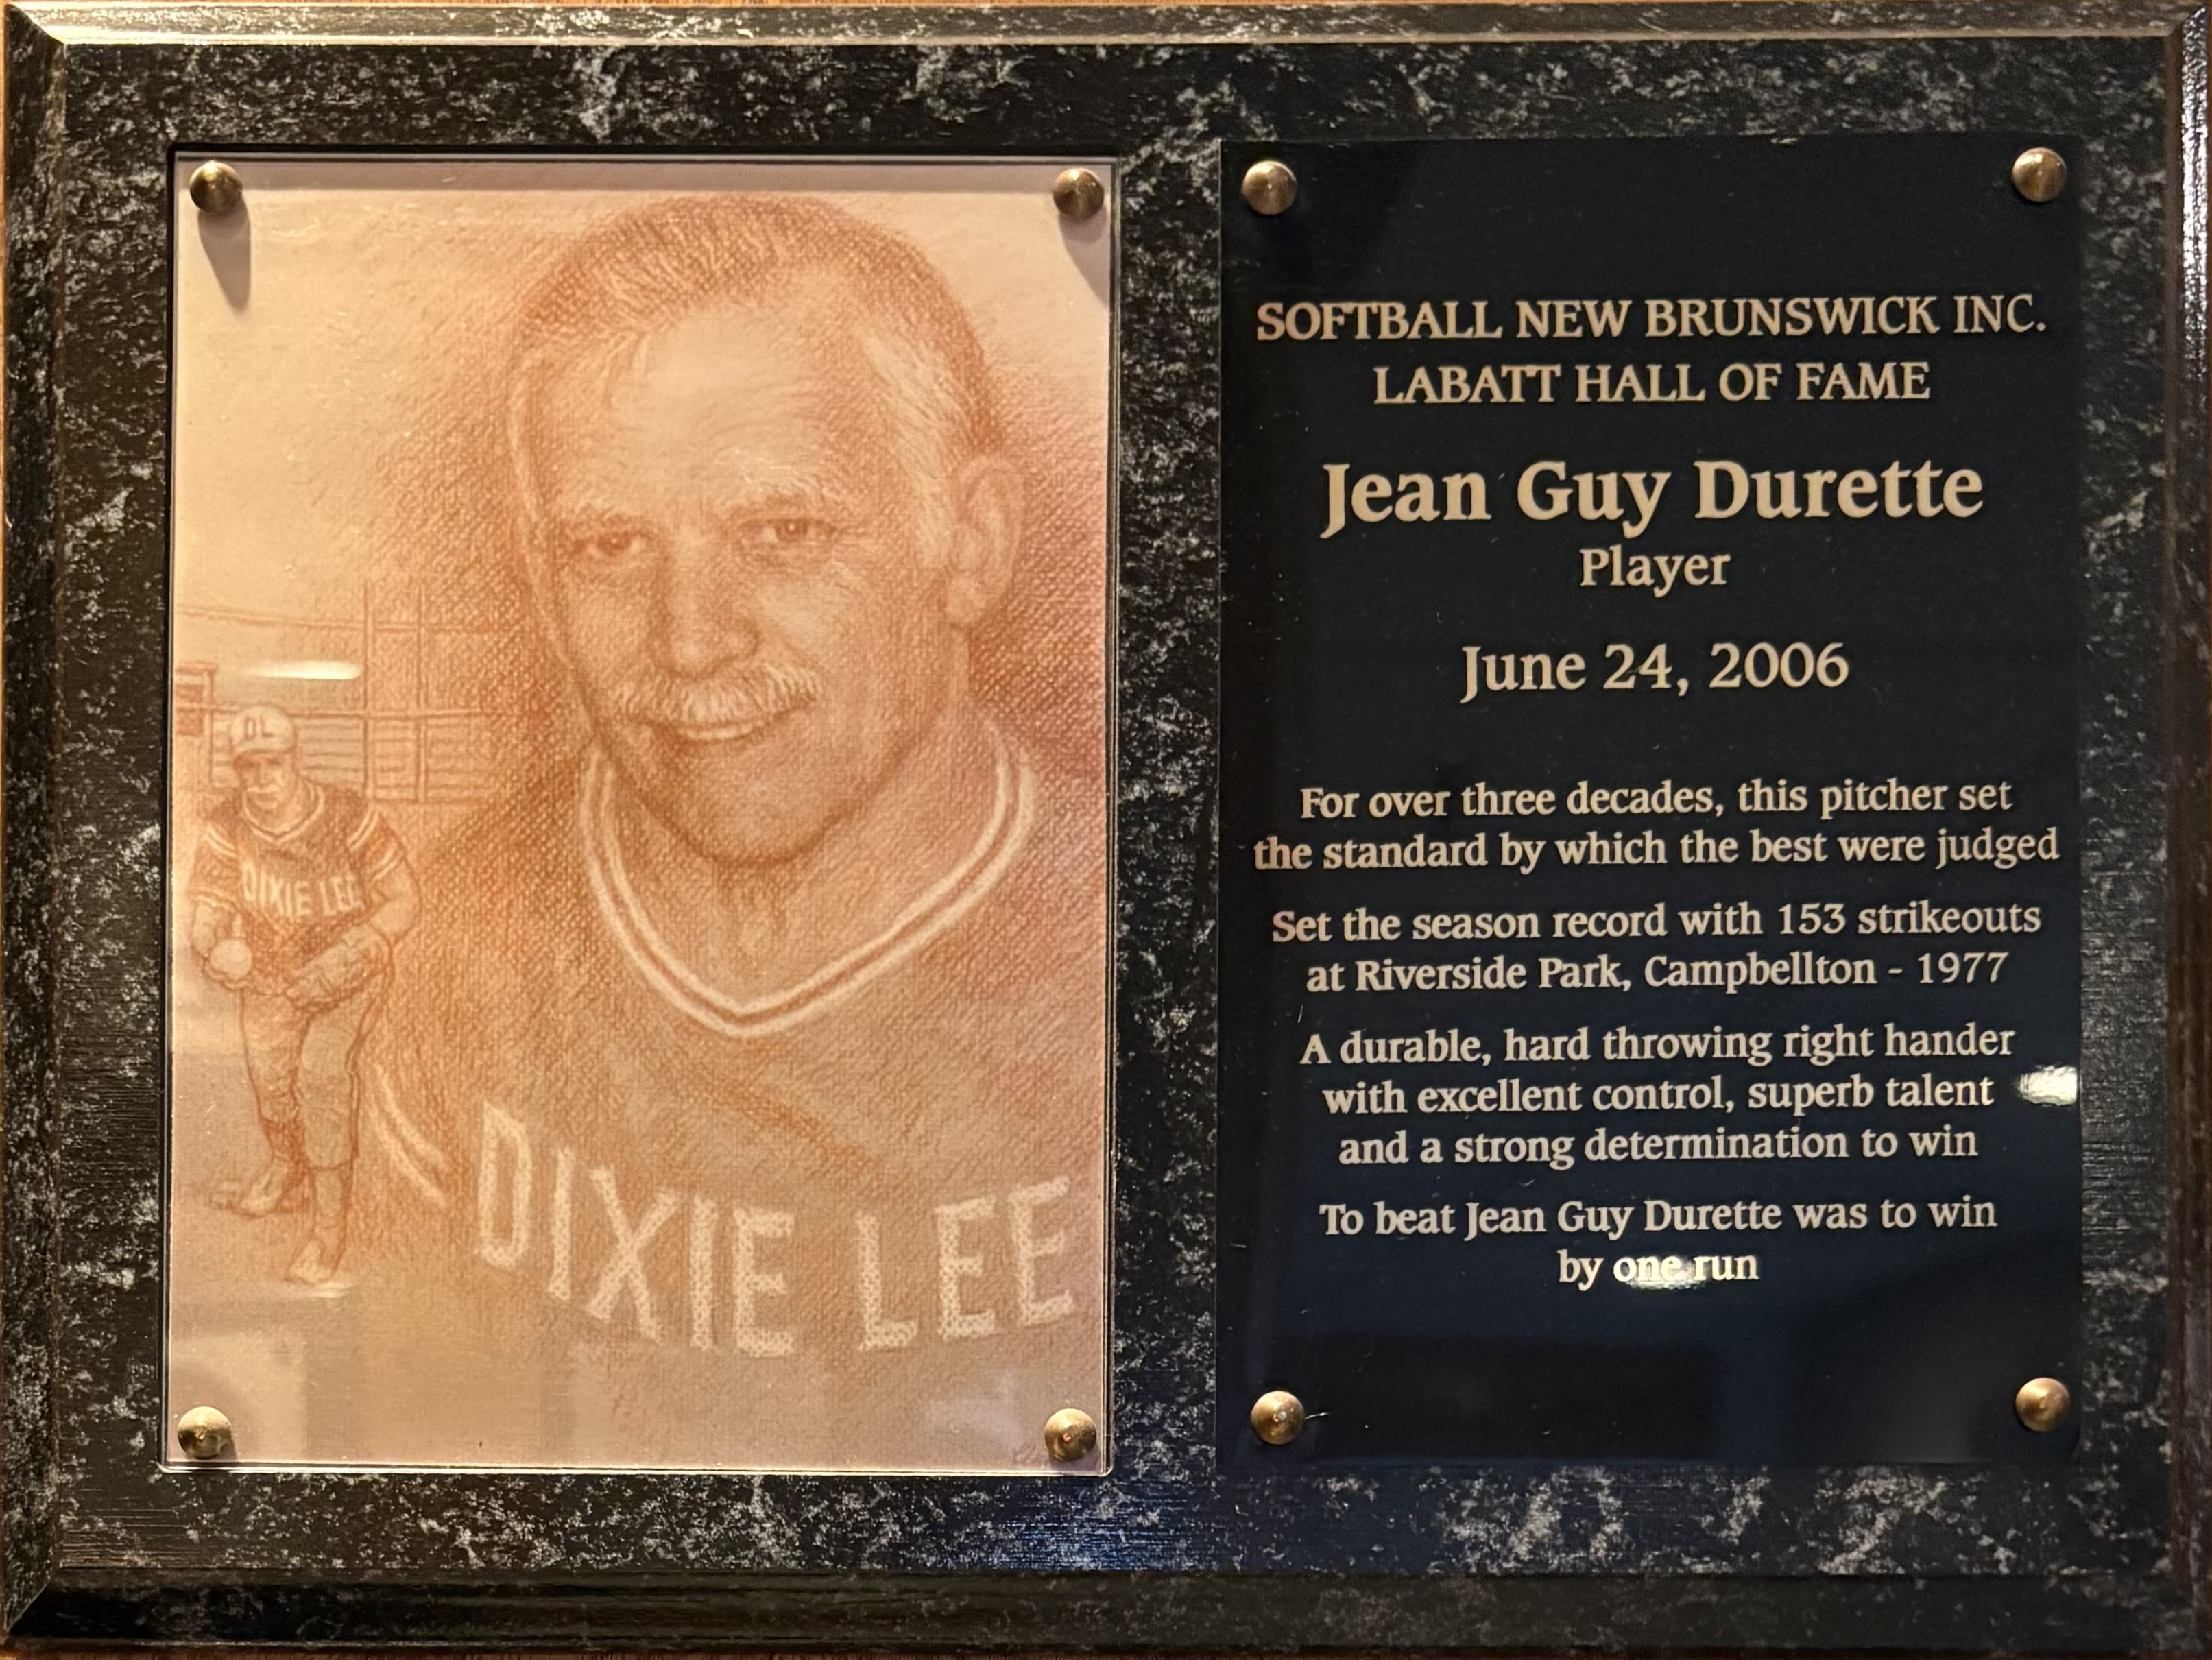 DL
DIXIE LEE
DIXIE LEE
SOFTBALL NEW BRUNSWICK INC.
LABATT HALL OF FAME
Jean Guy Durette
Player
June 24, 2006
For over three decades, this pitcher set
the standard by which the best were judged
Set the season record with 153 strikeouts
at Riverside Park, Campbellton - 1977
A durable, hard throwing right hander
with excellent control, superb talent
and a strong determination to win
To beat Jean Guy Durette was to win
by one run